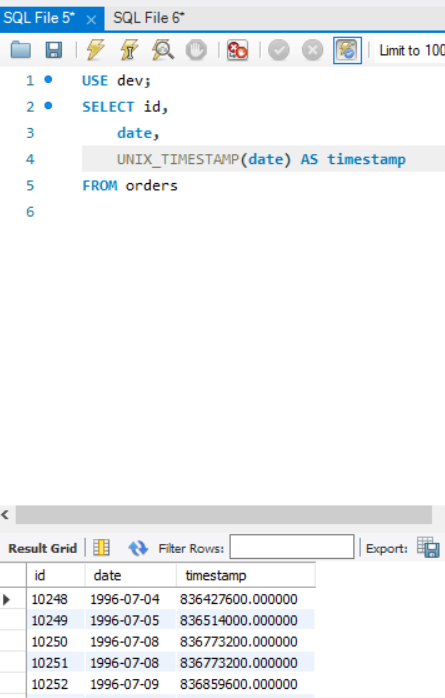 SQL File 5* × SQL File 6*
Limit to 100
1 USE dev;
2 SELECT id,
3 date,
4 UNIX_TIMESTAMP(date) AS timestamp
5 FROM orders
6
Result Grid Filter Rows: Export:
id date timestamp
10248 1996-07-04 836427600.000000
10249 1996-07-05 836514000.000000
10250 1996-07-08 836773200.000000
10251 1996-07-08 836773200.000000
10252 1996-07-09 836859600.000000